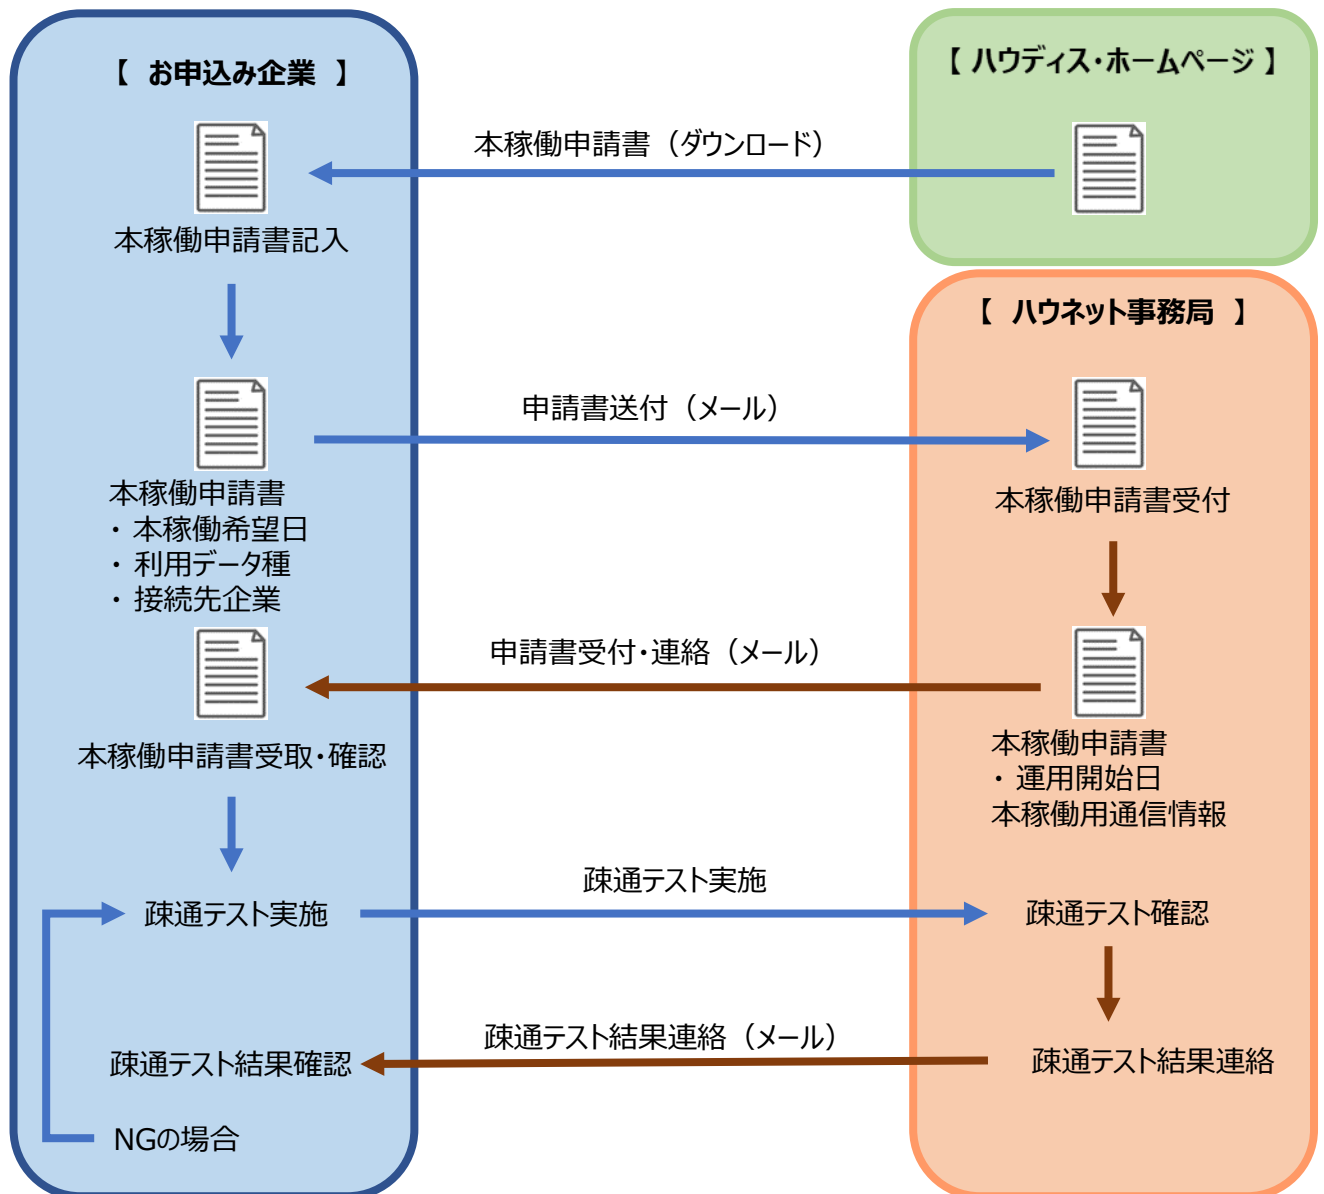 【 お申込み企業 】
【 ハウディス・ホームページ 】
本稼働申請書（ダウンロード）
本稼働申請書記入
【 ハウネット事務局 】
申請書送付（メール）
本稼働申請書
・ 本稼働希望日
・ 利用データ種
・ 接続先企業
本稼働申請書受付
申請書受付・連絡（メール）
本稼働申請書受取・確認
本稼働申請書
・ 運用開始日
本稼働用通信情報
疎通テスト実施
疎通テスト実施
疎通テスト確認
疎通テスト結果連絡（メール）
疎通テスト結果確認
疎通テスト結果連絡
NGの場合